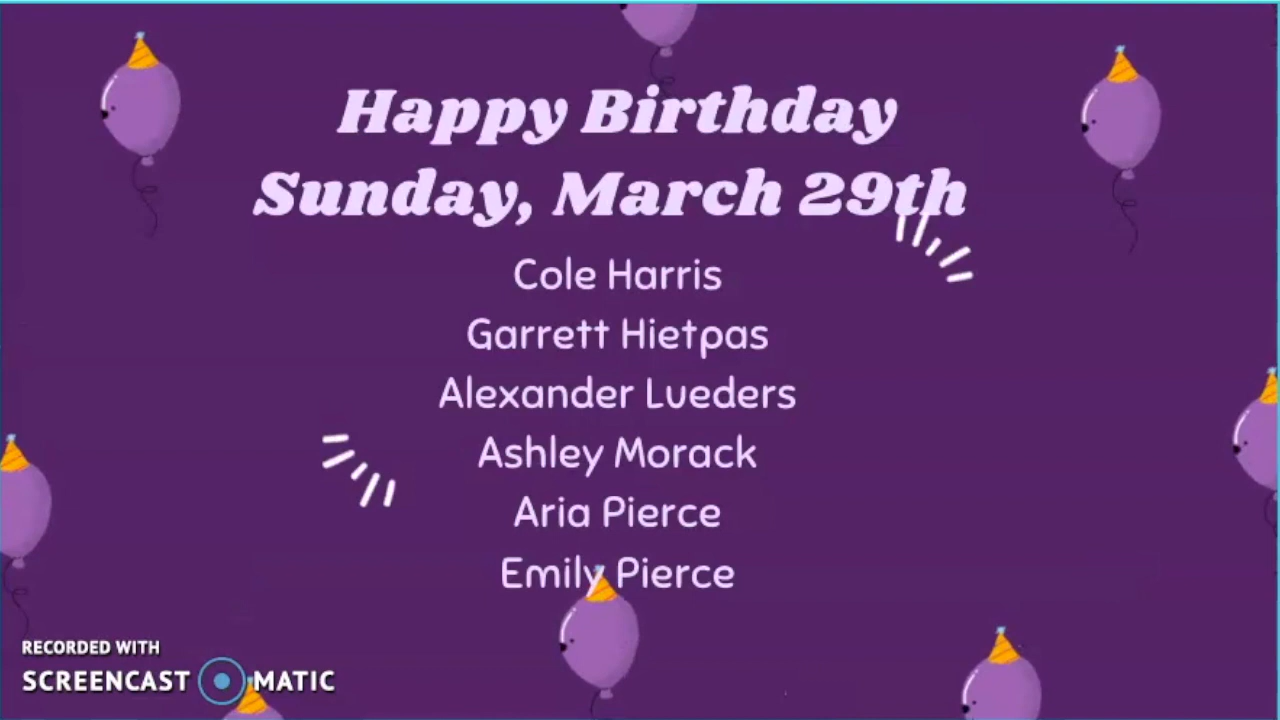 Happy Birthday
Sunday, March 29th
Cole Harris
Garrett Hietpas
Alexander Lueders
Ashley Morack
Aria Pierce
Emily Pierce
RECORDED WITH
SCREENCAST MATIC